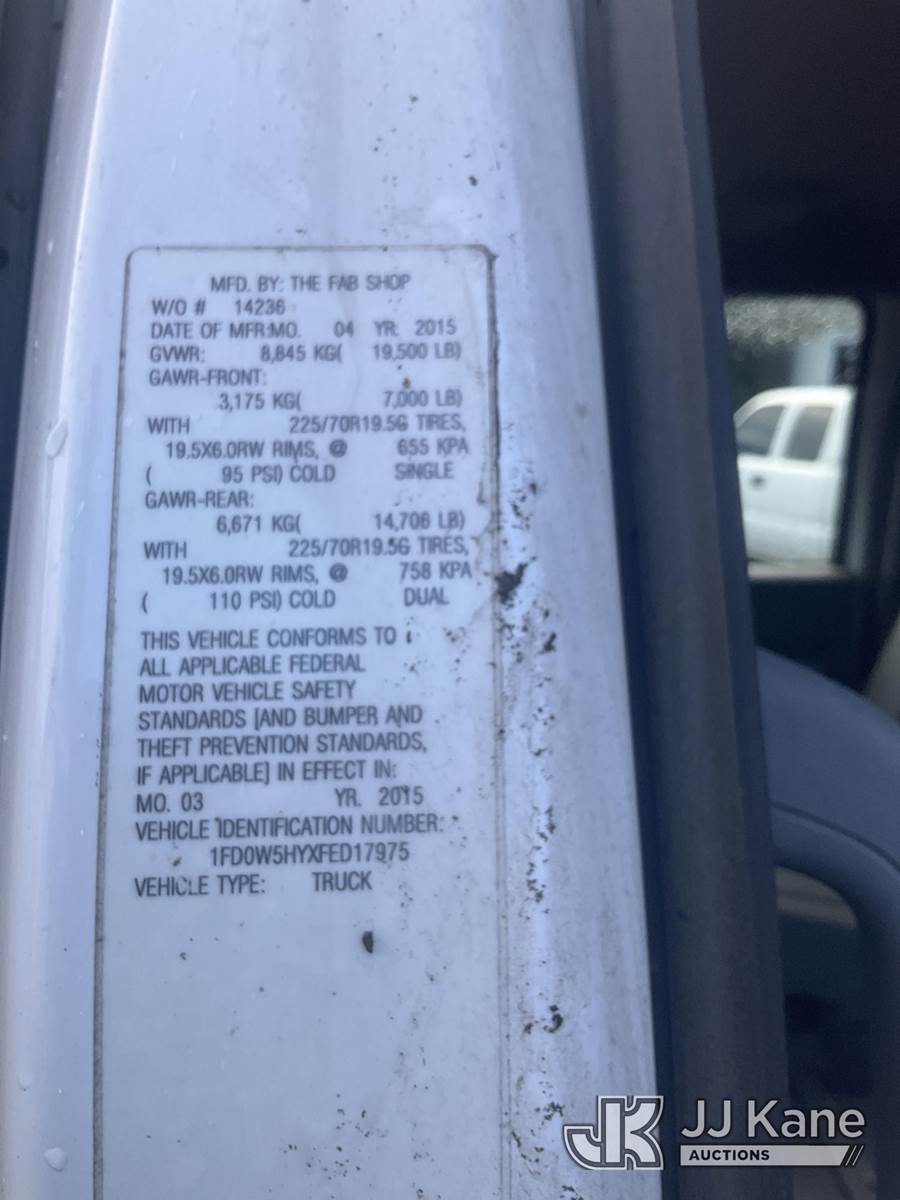 MFD. BY: THE FAB SHOP
W/O # 14236
DATE OF MFR:MO. 04 YR. 2015
GVWR: 8,845 KG( 19,500 LB)
GAWR-FRONT:
3,175 KG( 7,000 LB)
WITH 225/70R19.5G TIRES,
19.5X6.0RW RIMS, @ 655 KPA
( 95 PSI) COLD SINGLE
GAWR-REAR:
6,671 KG( 14,706 LB)
WITH 225/70R19.5G TIRES,
19.5X6.0RW RIMS, @ 758 KPA
( 110 PSI) COLD DUAL
THIS VEHICLE CONFORMS TO
ALL APPLICABLE FEDERAL
MOTOR VEHICLE SAFETY
STANDARDS [AND BUMPER AND
THEFT PREVENTION STANDARDS,
IF APPLICABLE] IN EFFECT IN:
MO. 03 YR. 2015
VEHICLE IDENTIFICATION NUMBER:
1FD0W5HYXFED17975
VEHICLE TYPE: TRUCK
JK JJ Kane
AUCTIONS